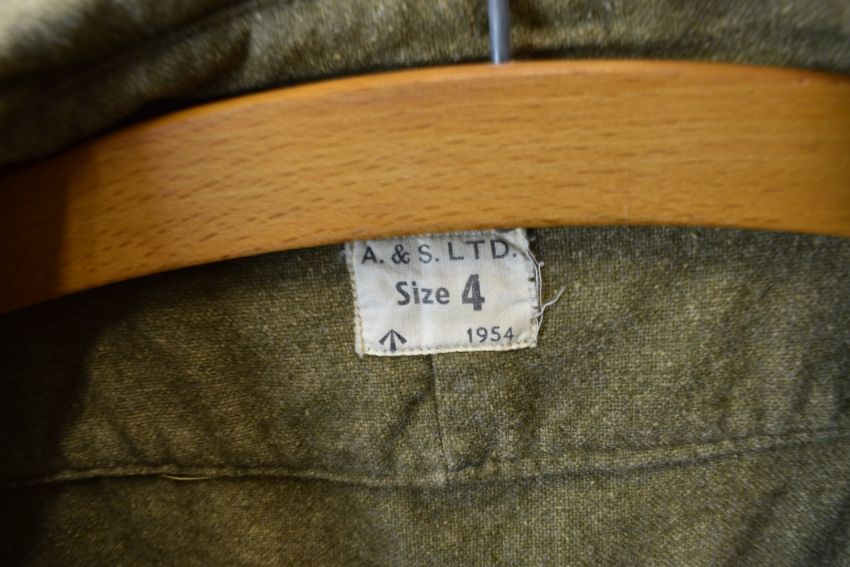 A. & S. LTD.
Size 4
1954